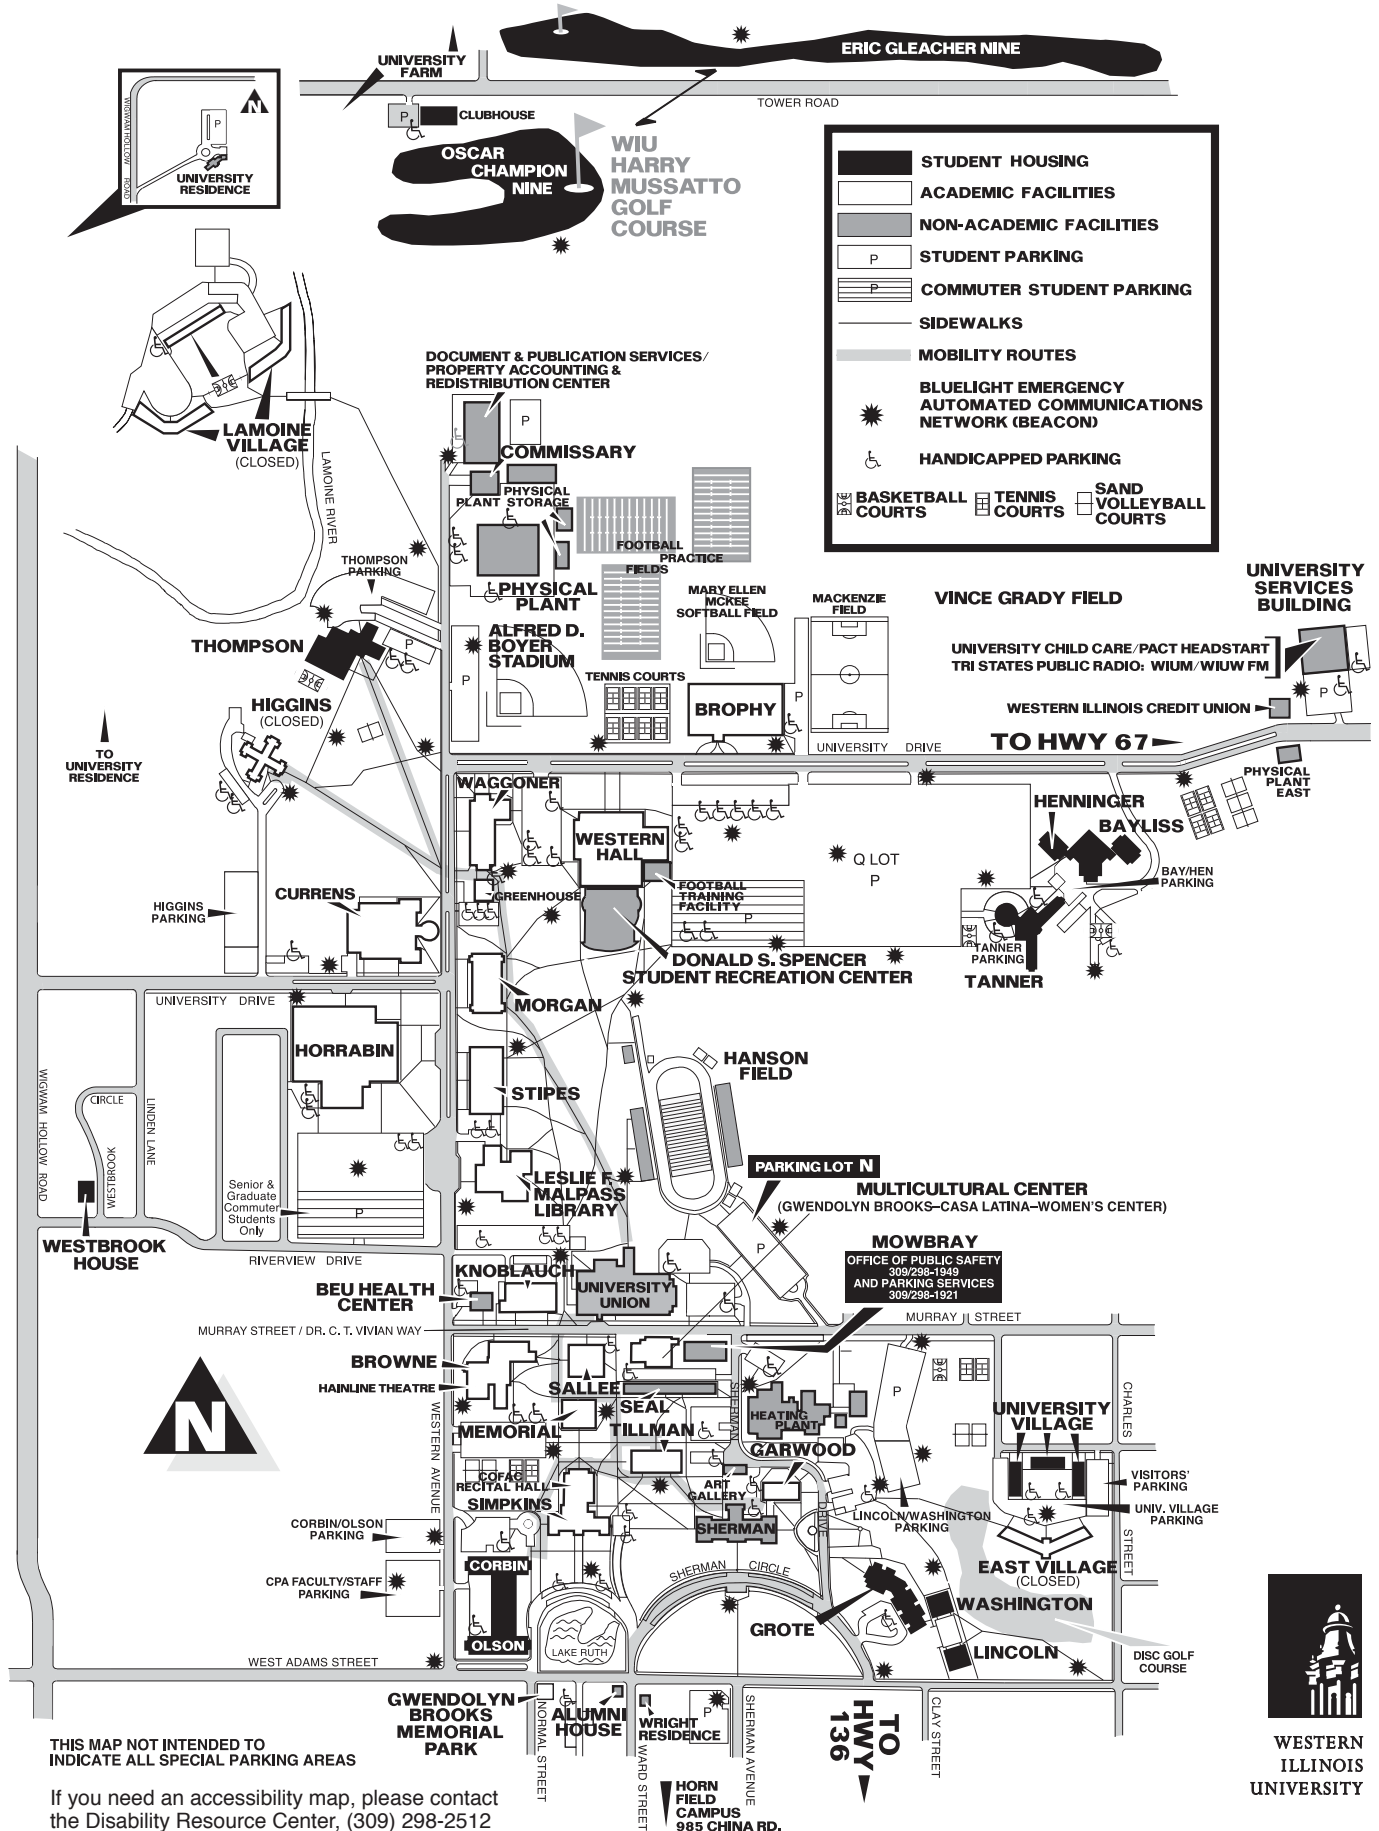 ERIC GLEACHER NINE
UNIVERSITY
FARM
TOWER ROAD
P
CLUBHOUSE
WIGWAM HOLLOW ROAD
N
P
UNIVERSITY
RESIDENCE
OSCAR
CHAMPION
NINE
WIU
HARRY
MUSSATTO
GOLF
COURSE
STUDENT HOUSING
ACADEMIC FACILITIES
NON-ACADEMIC FACILITIES
P
STUDENT PARKING
P
COMMUTER STUDENT PARKING
SIDEWALKS
MOBILITY ROUTES
BLUELIGHT EMERGENCY
AUTOMATED COMMUNICATIONS
NETWORK (BEACON)
HANDICAPPED PARKING
BASKETBALL
COURTS
TENNIS
COURTS
SAND
VOLLEYBALL
COURTS
DOCUMENT & PUBLICATION SERVICES/
PROPERTY ACCOUNTING &
REDISTRIBUTION CENTER
P
LAMOINE
VILLAGE
(CLOSED)
LAMOINE RIVER
COMMISSARY
PHYSICAL
PLANT STORAGE
FOOTBALL
PRACTICE
FIELDS
THOMPSON
PARKING
PHYSICAL
PLANT
MARY ELLEN
MCKEE
SOFTBALL FIELD
MACKENZIE
FIELD
VINCE GRADY FIELD
UNIVERSITY
SERVICES
BUILDING
THOMPSON
P
ALFRED D.
BOYER
STADIUM
P
UNIVERSITY CHILD CARE/PACT HEADSTART
TRI STATES PUBLIC RADIO: WIUM/WIUW FM
P
TENNIS COURTS
BROPHY
P
HIGGINS
(CLOSED)
WESTERN ILLINOIS CREDIT UNION
TO
UNIVERSITY
RESIDENCE
UNIVERSITY DRIVE
TO HWY 67
PHYSICAL
PLANT
EAST
WAGGONER
WESTERN
HALL
HENNINGER
BAYLISS
Q LOT
P
BAY/HEN
PARKING
GREENHOUSE
FOOTBALL
TRAINING
FACILITY
P
HIGGINS
PARKING
CURRENS
TANNER
PARKING
TANNER
DONALD S. SPENCER
STUDENT RECREATION CENTER
UNIVERSITY DRIVE
MORGAN
HORRABIN
HANSON
FIELD
STIPES
WIGWAM HOLLOW ROAD
CIRCLE
WESTBROOK
LINDEN LANE
PARKING LOT N
Senior &
Graduate
Commuter
Students
Only
P
LESLIE F.
MALPASS
LIBRARY
MULTICULTURAL CENTER
(GWENDOLYN BROOKS–CASA LATINA–WOMEN'S CENTER)
P
WESTBROOK
HOUSE
RIVERVIEW DRIVE
MOWBRAY
OFFICE OF PUBLIC SAFETY
309/298-1949
AND PARKING SERVICES
309/298-1921
KNOBLAUCH
UNIVERSITY
UNION
BEU HEALTH
CENTER
MURRAY STREET
MURRAY STREET / DR. C. T. VIVIAN WAY
BROWNE
HAINLINE THEATRE
SALLEE
SEAL
SHERMAN
P
HEATING
PLANT
UNIVERSITY
VILLAGE
CHARLES
N
WESTERN AVENUE
MEMORIAL
TILLMAN
GARWOOD
COFAC
RECITAL HALL
ART
GALLERY
VISITORS'
PARKING
SIMPKINS
SHERMAN
DRIVE
LINCOLN/WASHINGTON
PARKING
UNIV. VILLAGE
PARKING
STREET
CORBIN/OLSON
PARKING
CORBIN
EAST VILLAGE
(CLOSED)
SHERMAN CIRCLE
CPA FACULTY/STAFF
PARKING
WASHINGTON
GROTE
OLSON
LAKE RUTH
LINCOLN
DISC GOLF
COURSE
WEST ADAMS STREET
GWENDOLYN
BROOKS
MEMORIAL
PARK
NORMAL STREET
ALUMNI
HOUSE
WRIGHT
RESIDENCE
P
WARD STREET
SHERMAN AVENUE
TO
HWY
136
CLAY STREET
HORN
FIELD
CAMPUS
985 CHINA RD.
THIS MAP NOT INTENDED TO
INDICATE ALL SPECIAL PARKING AREAS
If you need an accessibility map, please contact
the Disability Resource Center, (309) 298-2512
WESTERN
ILLINOIS
UNIVERSITY